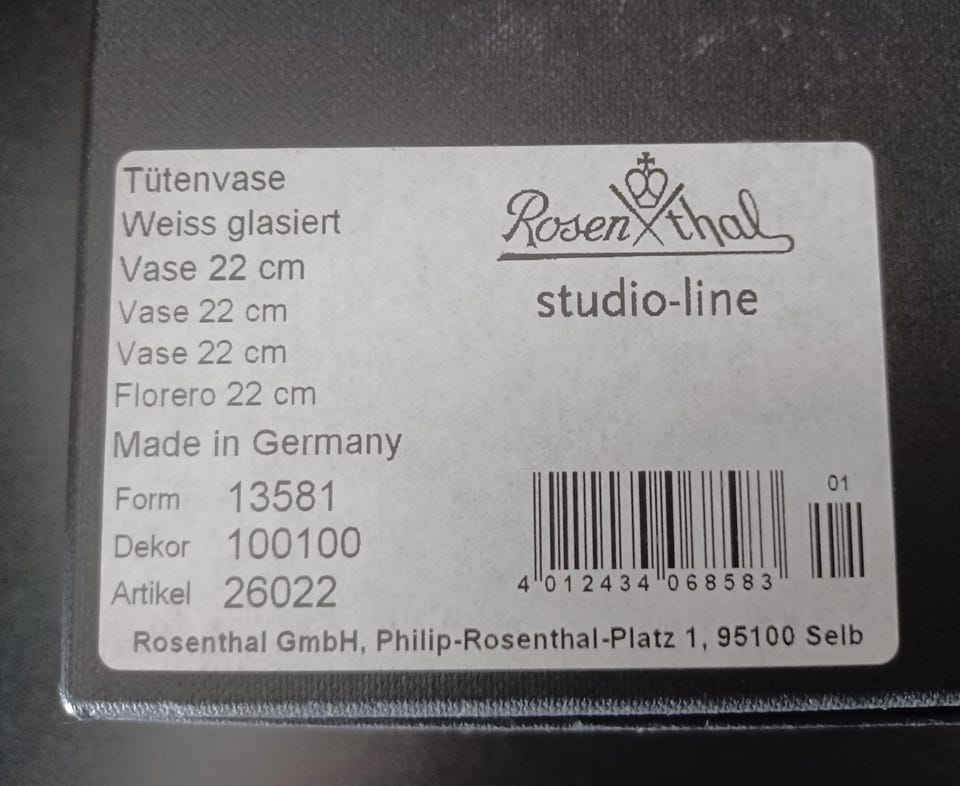 Tütenvase
Weiss glasiert
Vase 22 cm
Vase 22 cm
Vase 22 cm
Florero 22 cm
Made in Germany
Form 13581
Dekor 100100
Artikel 26022
Rosenthal
studio-line
01
4 012434 068583
Rosenthal GmbH, Philip-Rosenthal-Platz 1, 95100 Selb